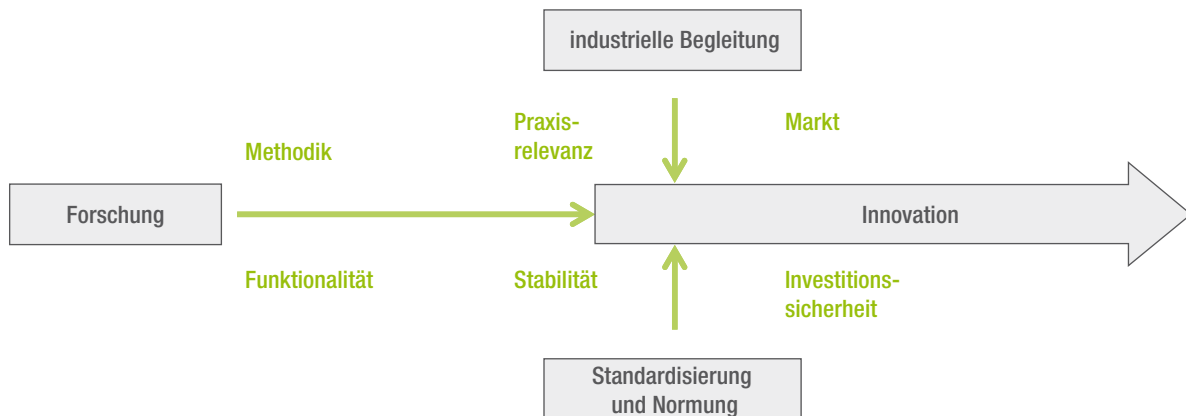 industrielle Begleitung
Praxis-
relevanz
Markt
Methodik
Forschung
Innovation
Funktionalität
Stabilität
Investitions-
sicherheit
Standardisierung
und Normung